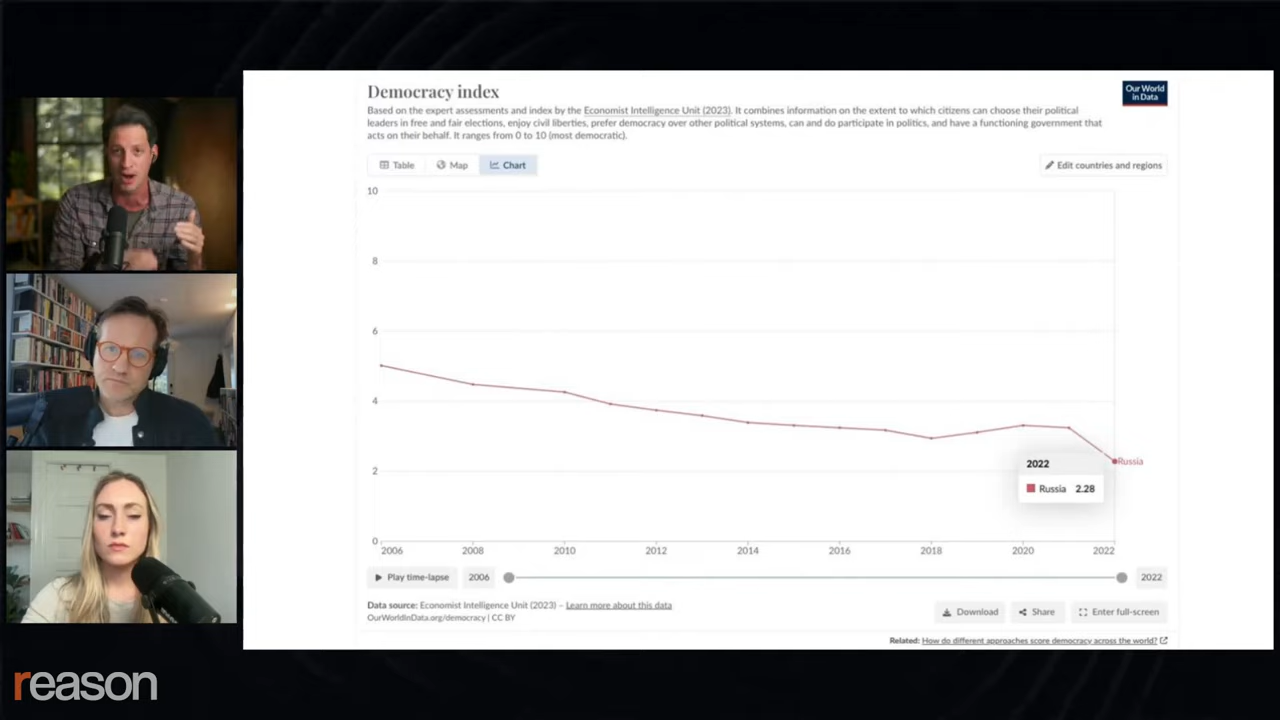 Democracy index
Our World
in Data
Based on the expert assessments and index by the Economist Intelligence Unit (2023). It combines information on the extent to which citizens can choose their political
leaders in free and fair elections, enjoy civil liberties, prefer democracy over other political systems, can and do participate in politics, and have a functioning government that
acts on their behalf. It ranges from 0 to 10 (most democratic).
Table Map Chart
Edit countries and regions
10
8
6
4
2
0
2022
Russia 2.28
Russia
2006 2008 2010 2012 2014 2016 2018 2020 2022
Play time-lapse 2006 2022
Data source: Economist Intelligence Unit (2023) – Learn more about this data
OurWorldinData.org/democracy | CC BY
Download Share Enter full-screen
Related: How do different approaches score democracy across the world?
reason